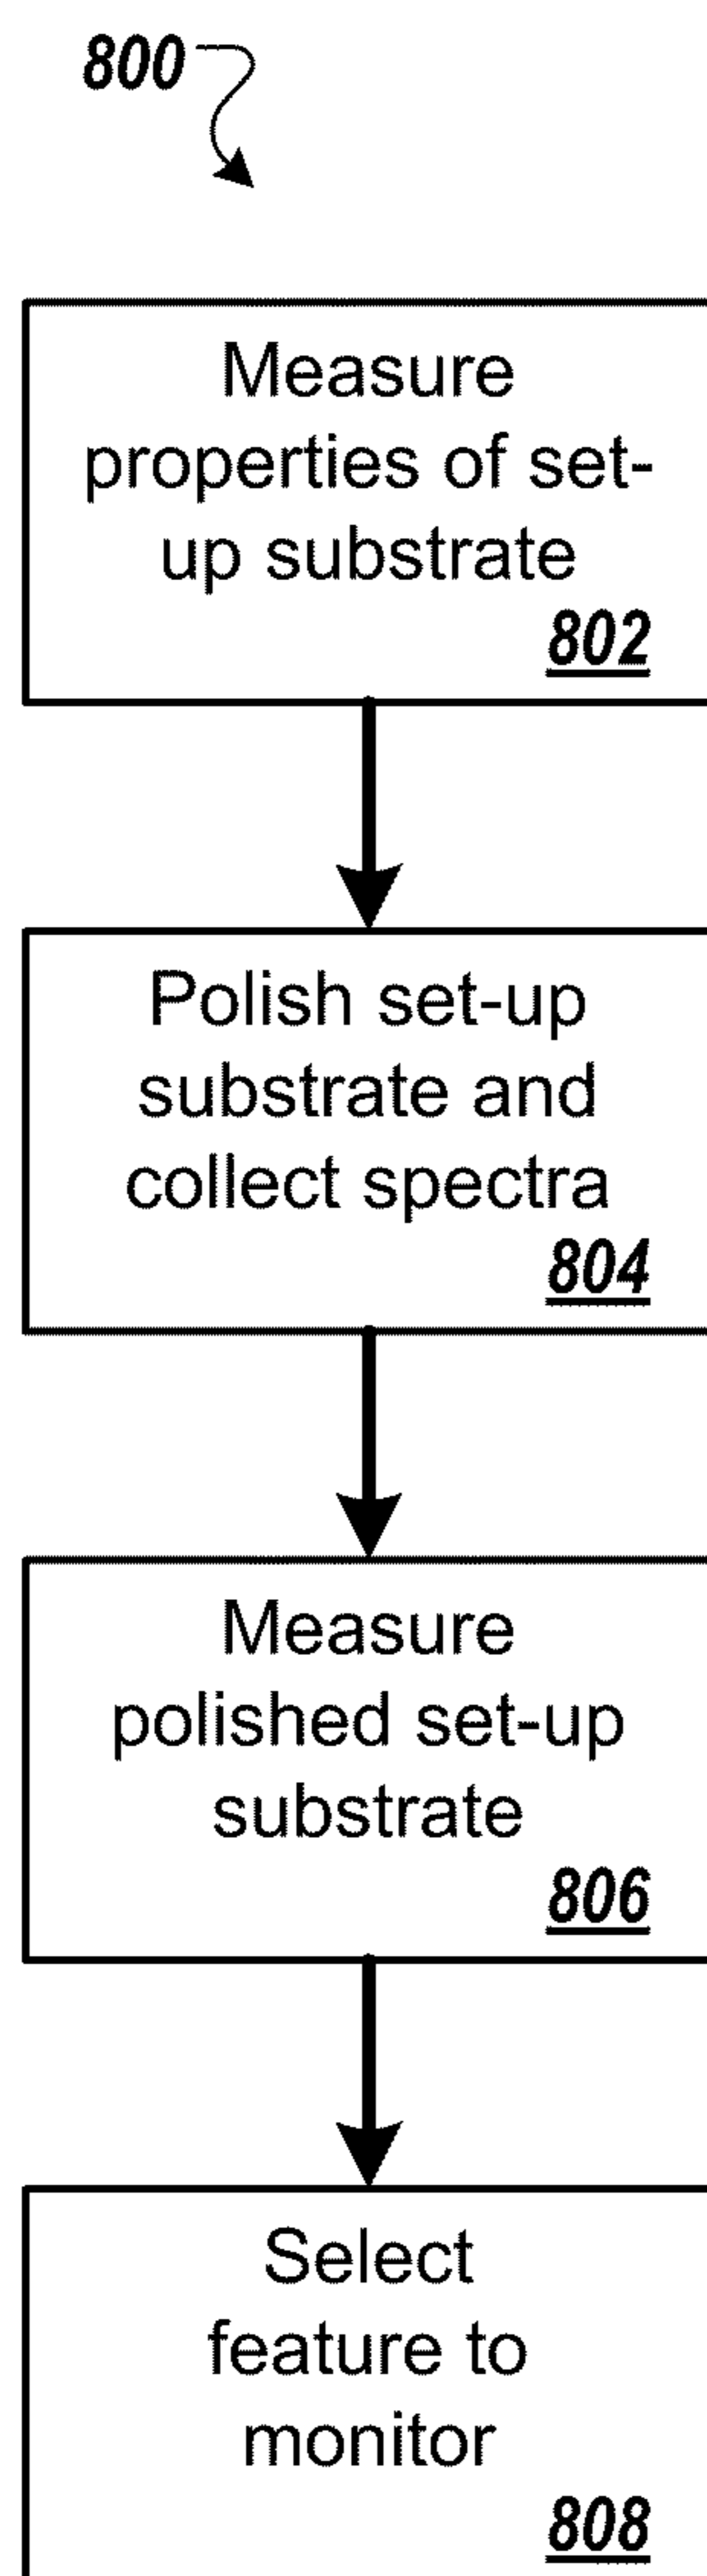 800
Measure
properties of set-
up substrate
802
Polish set-up
substrate and
collect spectra
804
Measure
polished set-up
substrate
806
Select
feature to
monitor
808